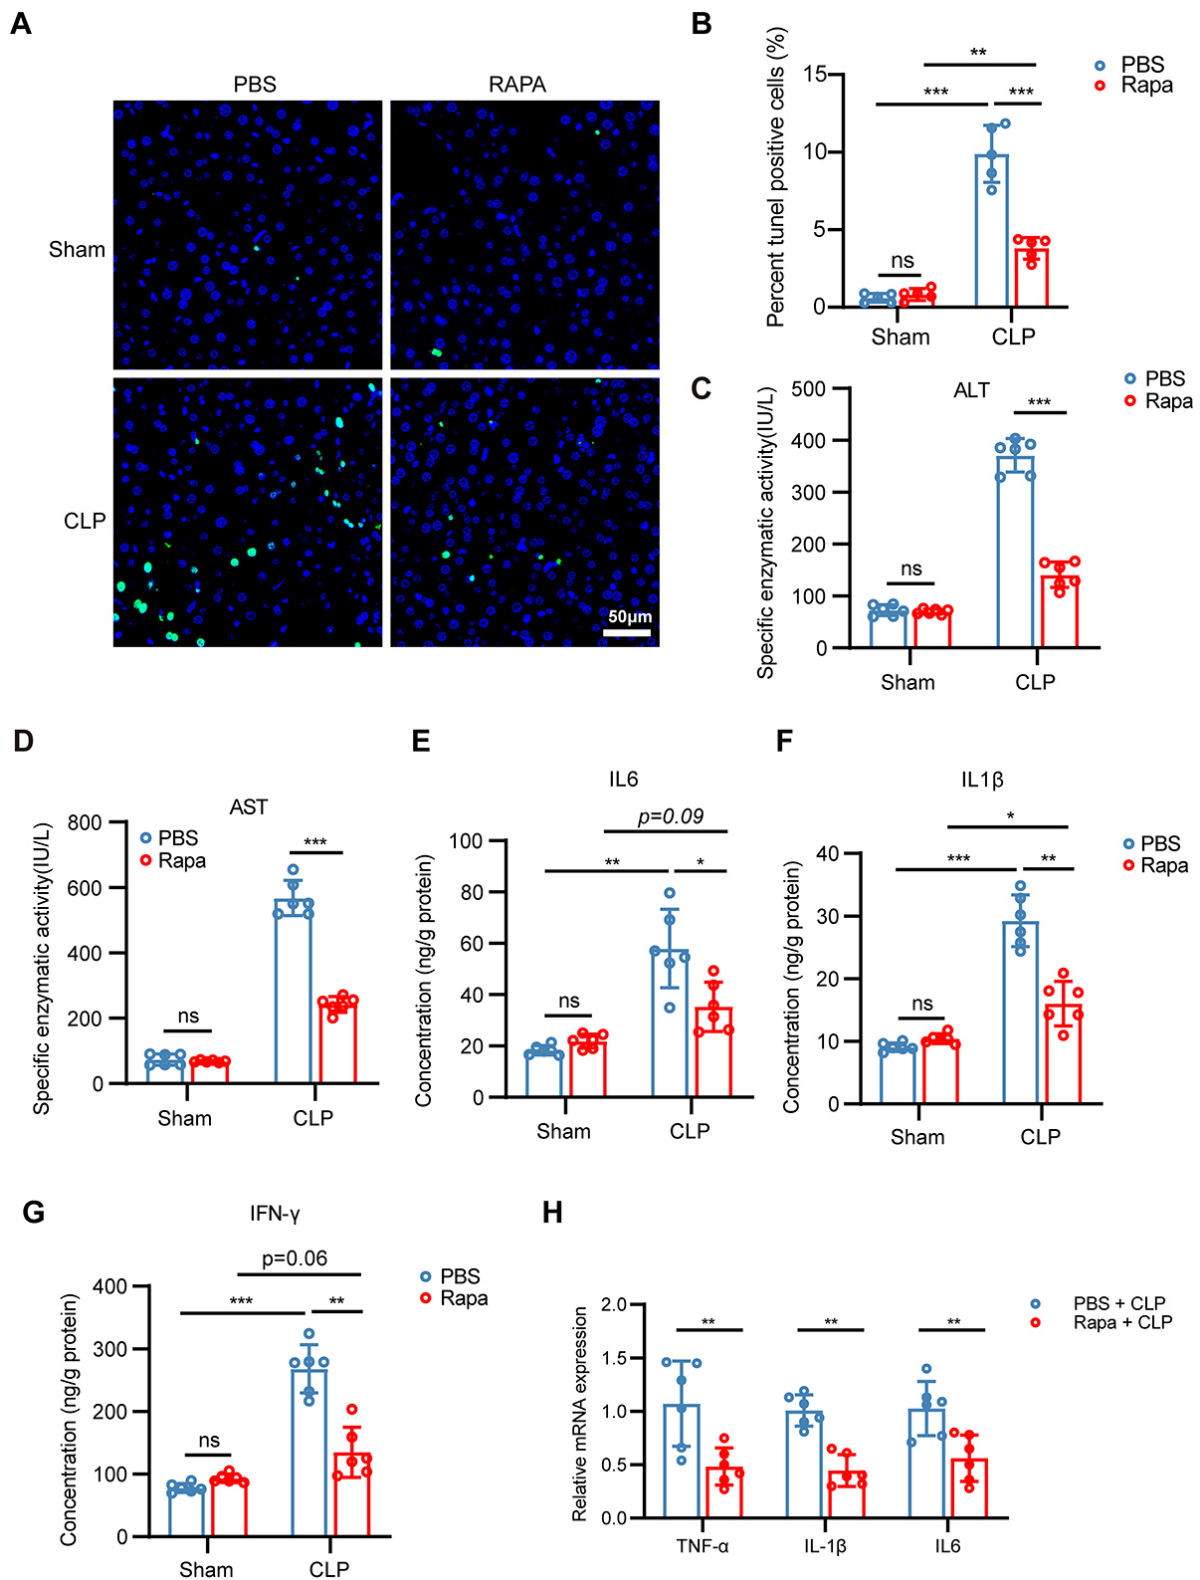 A
PBS
RAPA
Sham
CLP
50µm
B
Percent tunel positive cells (%)
15
10
5
0
**
***
***
ns
Sham
CLP
PBS
Rapa
C
ALT
Specific enzymatic activity(IU/L)
500
400
300
200
100
0
***
ns
Sham
CLP
PBS
Rapa
D
AST
Specific enzymatic activity(IU/L)
800
600
400
200
0
PBS
Rapa
***
ns
Sham
CLP
E
IL6
Concentration (ng/g protein)
100
80
60
40
20
0
p=0.09
**
*
ns
Sham
CLP
F
IL1β
Concentration (ng/g protein)
40
30
20
10
0
*
***
**
ns
Sham
CLP
PBS
Rapa
G
IFN-γ
Concentration (ng/g protein)
400
300
200
100
0
p=0.06
***
**
ns
Sham
CLP
PBS
Rapa
H
Relative mRNA expression
2.0
1.5
1.0
0.5
0.0
**
**
**
TNF-α
IL-1β
IL6
PBS + CLP
Rapa + CLP